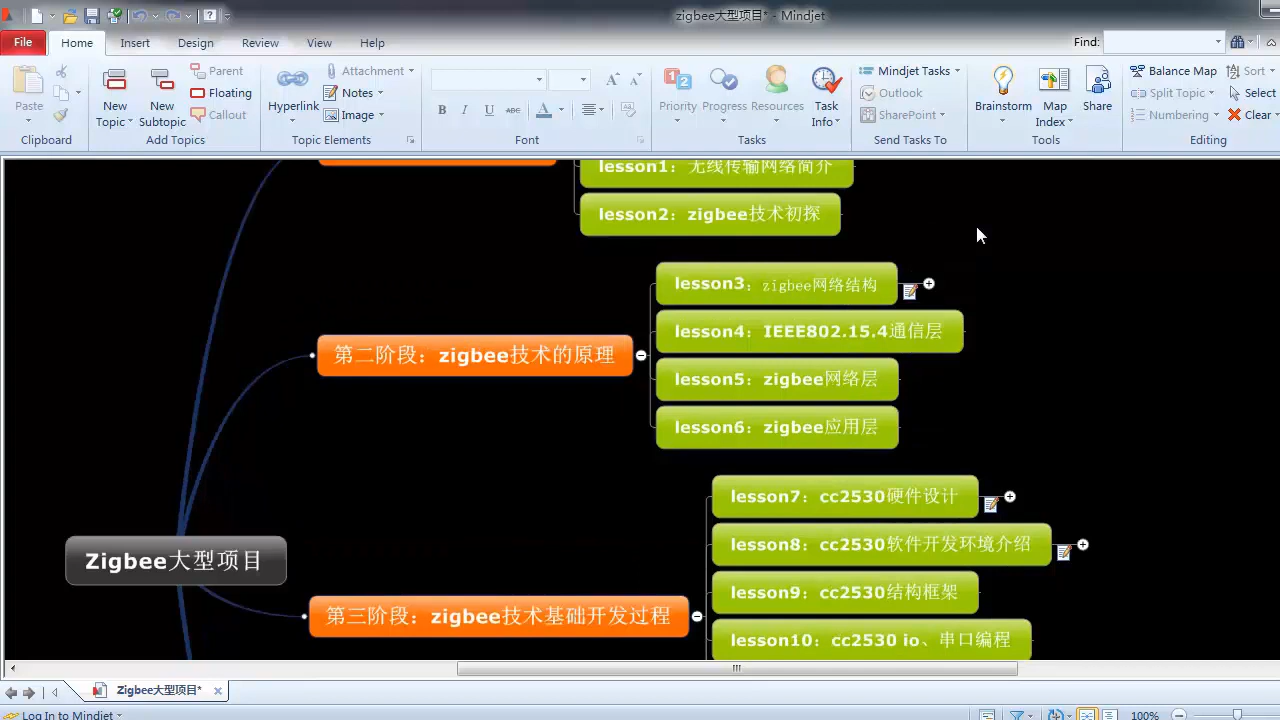 zigbee大型项目* - Mindjet
File Home Insert Design Review View Help Find:
Paste
New Topic
New Subtopic
Parent
Floating
Callout
Hyperlink
Attachment
Notes
Image
B I U ABC A
Priority
Progress
Resources
Task Info
Mindjet Tasks
Outlook
SharePoint
Brainstorm
Map Index
Share
Balance Map
Split Topic
Numbering
Sort
Select
Clear
Clipboard Add Topics Topic Elements Font Tasks Send Tasks To Tools Editing
lesson1：无线传输网络简介
lesson2：zigbee技术初探
lesson3：zigbee网络结构
lesson4：IEEE802.15.4通信层
第二阶段：zigbee技术的原理
lesson5：zigbee网络层
lesson6：zigbee应用层
lesson7：cc2530硬件设计
lesson8：cc2530软件开发环境介绍
Zigbee大型项目
lesson9：cc2530结构框架
第三阶段：zigbee技术基础开发过程
lesson10：cc2530 io、串口编程
Zigbee大型项目*
Log In to Mindjet
100%